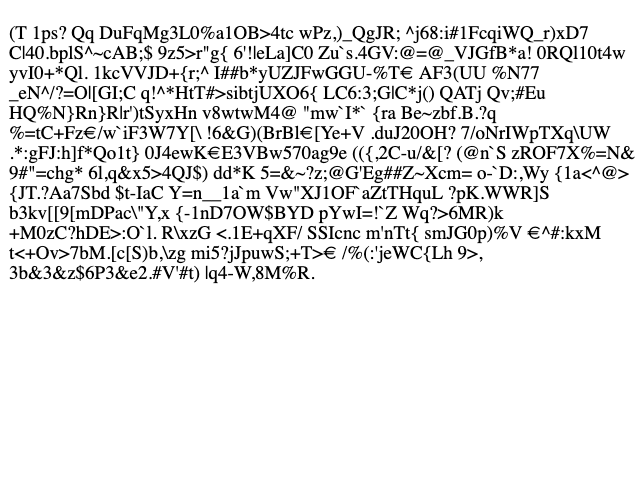 (T 1ps? Qq DuFqMg3L0%a1OB>4tc wPz,)_QgJR; ^j68:i#1FcqiWQ_r)xD7
C|40.bplS^~cAB;$ 9z5>r"g{ 6'!|eLa]C0 Zu`s.4GV:@=@_VJGfB*a! 0RQl10t4w
yvI0+*Ql. 1kcVVJD+{r;^ I##b*yUZJFwGGU-%T€ AF3(UU %N77
_eN^/?=O|[GI;C q!^*HtT#>sibtjUXO6{ LC6:3;G|C*j() QATj Qv;#Eu
HQ%N}Rn}R|r')tSyxHn v8wtwM4@ "mw`I*` {ra Be~zbf.B.?q
%=tC+Fz€/w`iF3W7Y[\ !6&G)(BrBl€[Ye+V .duJ20OH? 7/oNrIWpTXq\UW
.*:gFJ:h]f*Qo1t} 0J4ewK€E3VBw570ag9e (({,2C-u/&[? (@n`S zROF7X%=N&
9#"=chg* 6l,q&x5>4QJ$) dd*K 5=&~?z;@G'Eg##Z~Xcm= o-`D:,Wy {1a<^@>
{JT.?Aa7Sbd $t-IaC Y=n__1a`m Vw"XJ1OF`aZtTHquL ?pK.WWR]S
b3kv[[9[mDPac\"Y,x {-1nD7OW$BYD pYwI=!`Z Wq?>6MR)k
+M0zC?hDE>:O`l. R\xzG <.1E+qXF/ SSIcnc m'nTt{ smJG0p)%V €^#:kxM
t<+Ov>7bM.[c[S)b,\zg mi5?jJpuwS;+T>€ /%(:'jeWC{Lh 9>,
3b&3&z$6P3&e2.#V'#t) |q4-W,8M%R.